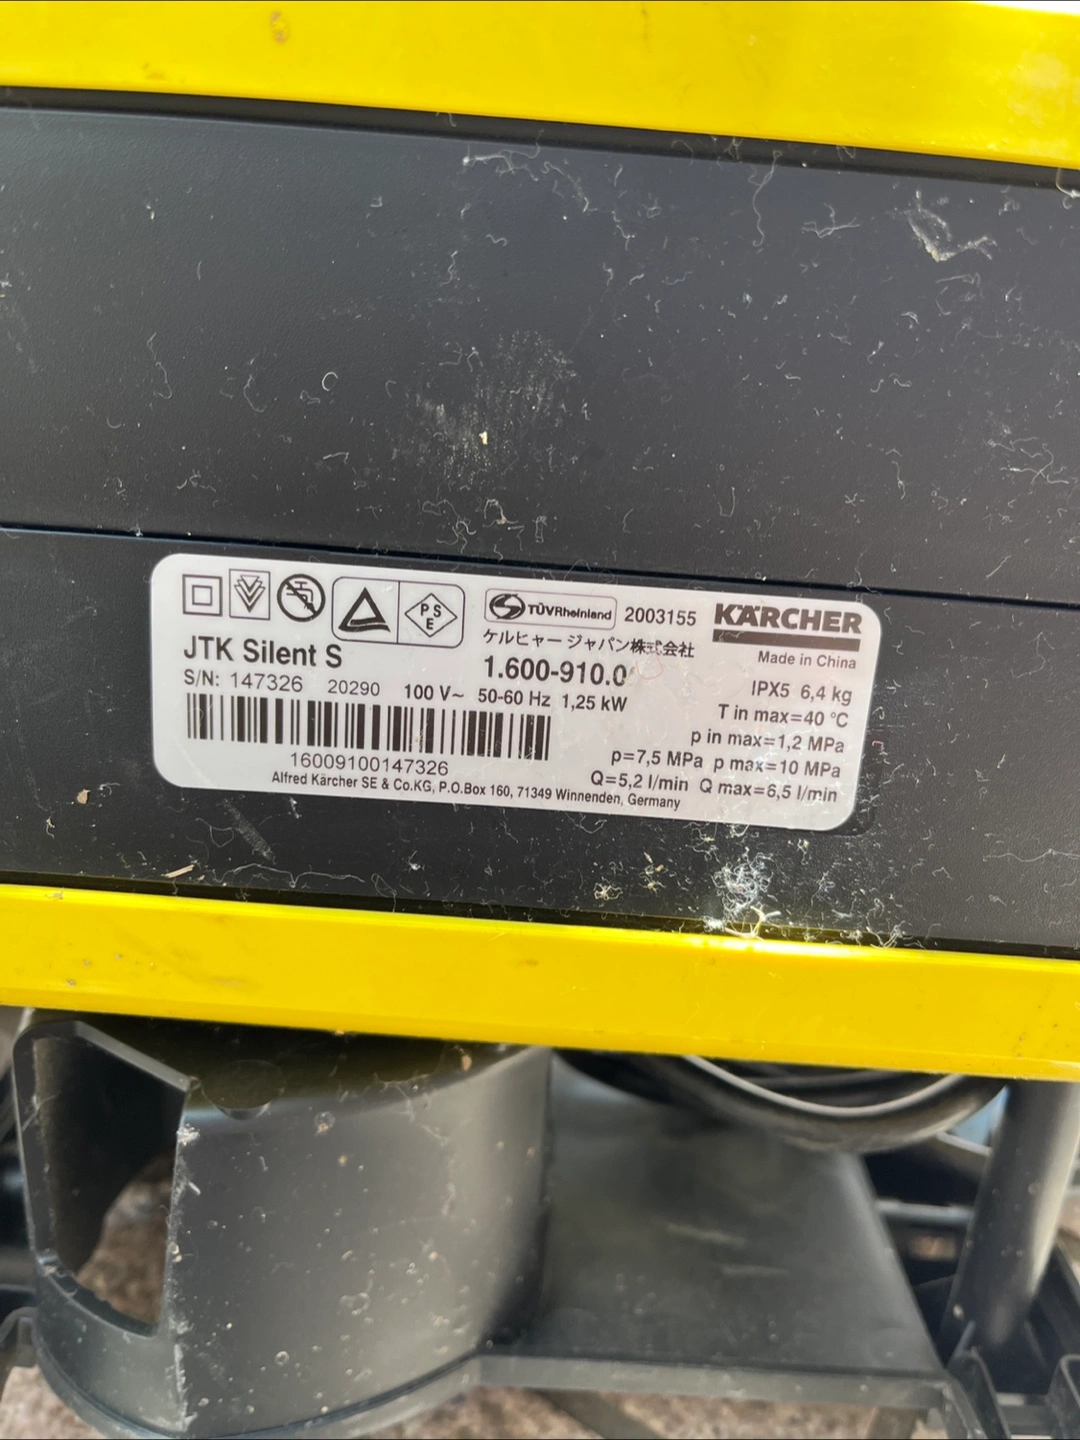 P S
E
TÜVRheinland 2003155 KÄRCHER
ケルヒャー ジャパン株式会社
Made in China
JTK Silent S 1.600-910.0
S/N: 147326 20290 100 V~ 50-60 Hz 1,25 kW
IPX5 6,4 kg
T in max=40 °C
p in max=1,2 MPa
p=7,5 MPa p max=10 MPa
Q=5,2 l/min Q max=6,5 l/min
16009100147326
Alfred Kärcher SE & Co.KG, P.O.Box 160, 71349 Winnenden, Germany